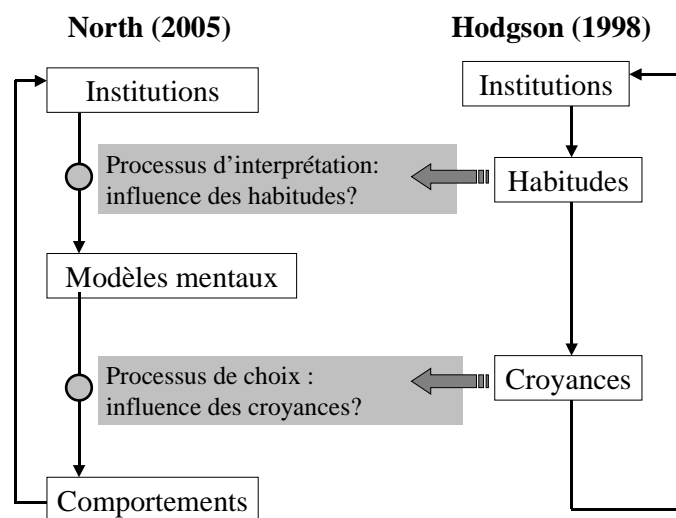 North (2005)
Hodgson (1998)
Institutions
Institutions
Processus d’interprétation:
influence des habitudes?
Habitudes
Modèles mentaux
Processus de choix :
influence des croyances?
Croyances
Comportements